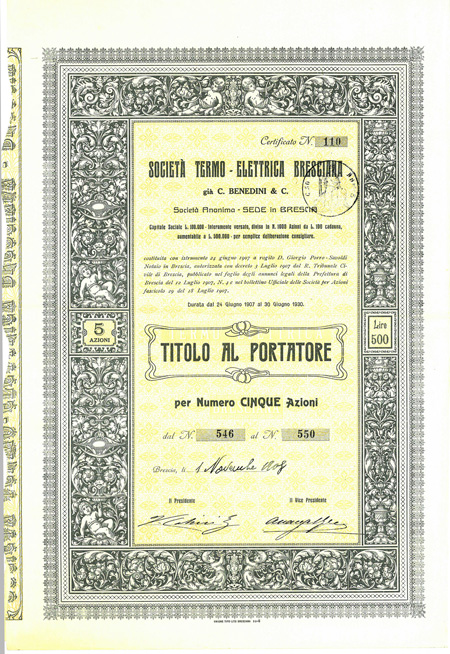 Certificato N. 110
SOCIETÀ TERMO - ELETTRICA BRESCIANA
già C. BENEDINI & C.
Società Anonima - SEDE in BRESCIA
Capitale Sociale L. 100.000 - Interamente versato, diviso in N. 1000 Azioni da L. 100 cadauna,
aumentabile a L. 500.000 - per semplice deliberazione consigliare.
costituita con istromento 24 giugno 1907 a rogito D. Giorgio Porro-Savoldi
Notaio in Brescia, autorizzata con decreto 3 Luglio 1907 del R. Tribunale Ci-
vile di Brescia, pubblicato nel foglio degli annunci legali della Prefettura di
Brescia del 10 Luglio 1907, N. 4 e nel bollettino Ufficiale delle Società per Azioni
fascicolo 29 del 18 Luglio 1907.
Durata dal 24 Giugno 1907 al 30 Giugno 1930.
5
AZIONI
Lire
500
TITOLO AL PORTATORE
per Numero CINQUE Azioni
dal N. 546 al N. 550
Brescia, li 1 Novembre 1908
Il Presidente
Il Vice Presidente